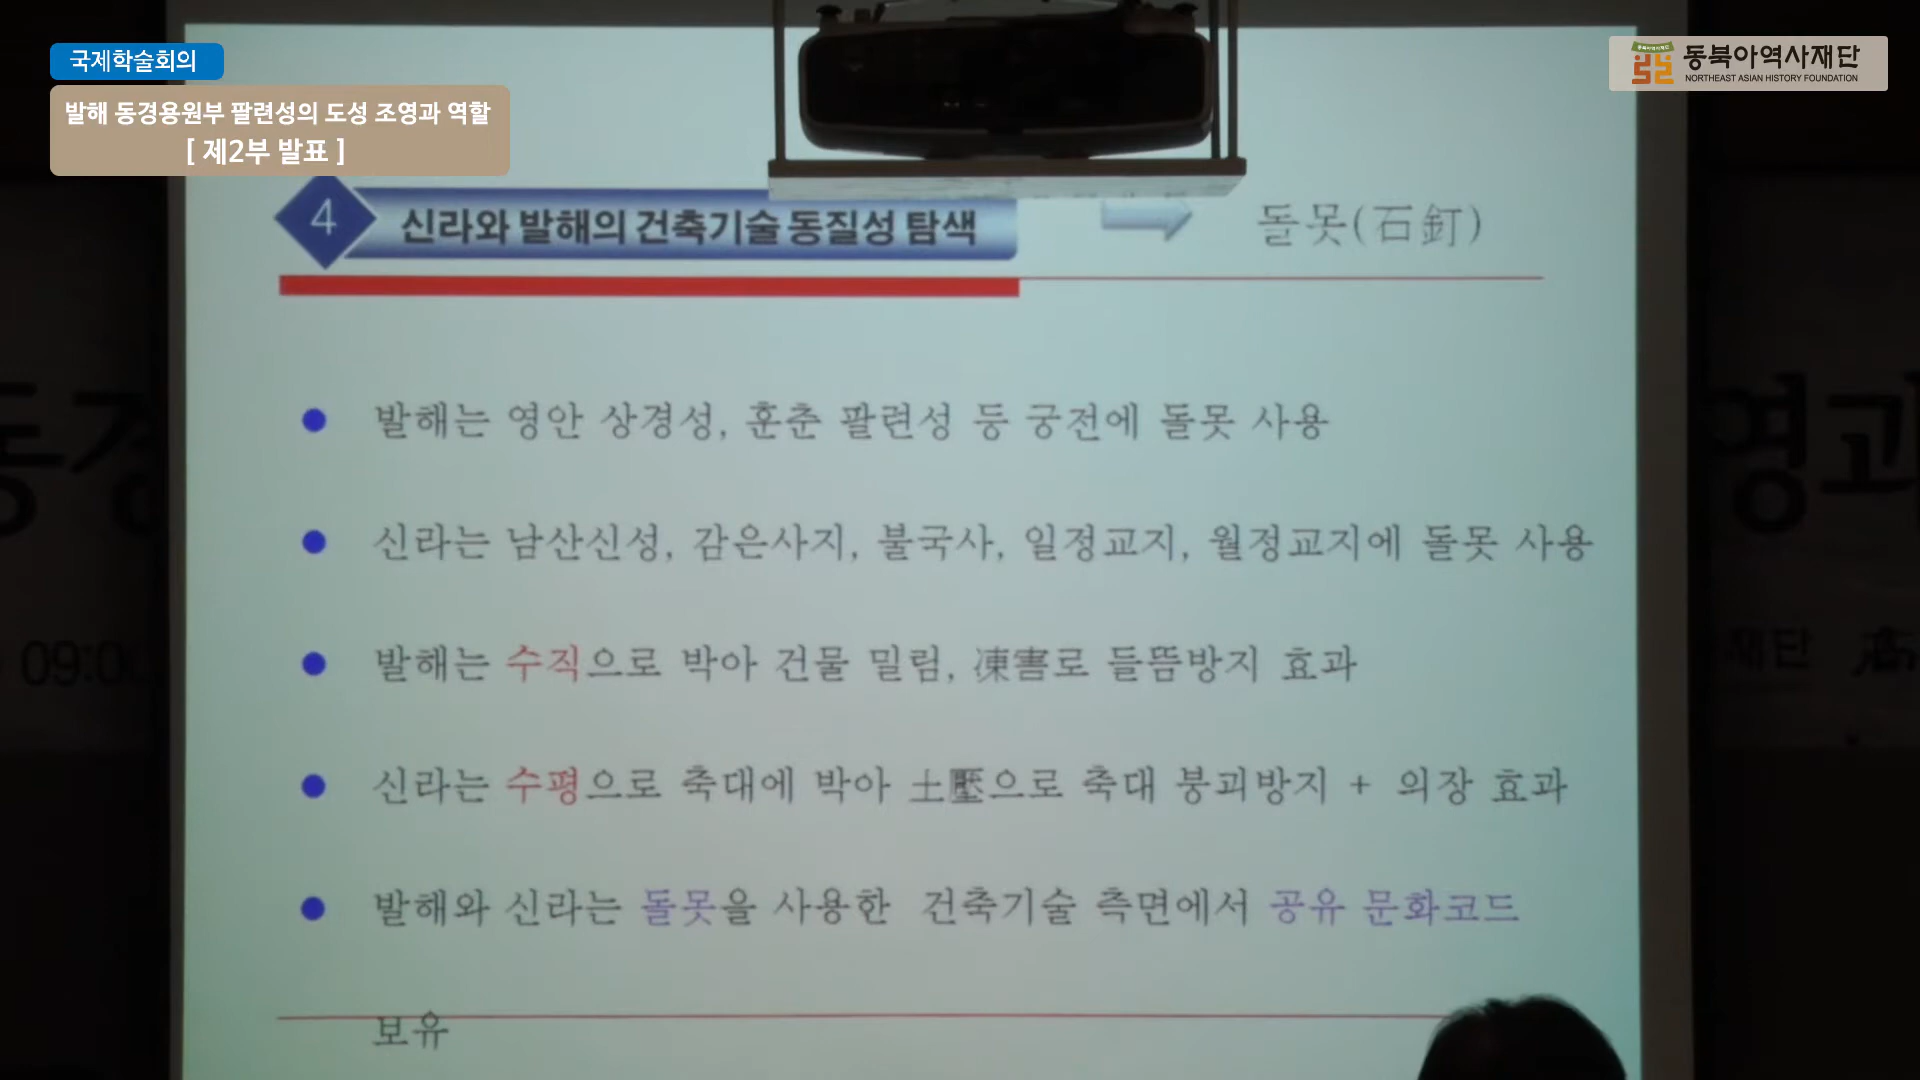 국제학술회의
발해 동경용원부 팔련성의 도성 조영과 역할
[ 제2부 발표 ]
동북아역사재단
NORTHEAST ASIAN HISTORY FOUNDATION
4 신라와 발해의 건축기술 동질성 탐색
돌못(石釘)
발해는 영안 상경성, 훈춘 팔련성 등 궁전에 돌못 사용
신라는 남산신성, 감은사지, 불국사, 일정교지, 월정교지에 돌못 사용
발해는 수직으로 박아 건물 밀림, 凍害로 들뜸방지 효과
신라는 수평으로 축대에 박아 土壓으로 축대 붕괴방지 + 의장 효과
발해와 신라는 돌못을 사용한 건축기술 측면에서 공유 문화코드
보유
동경
영과
09:0
재단